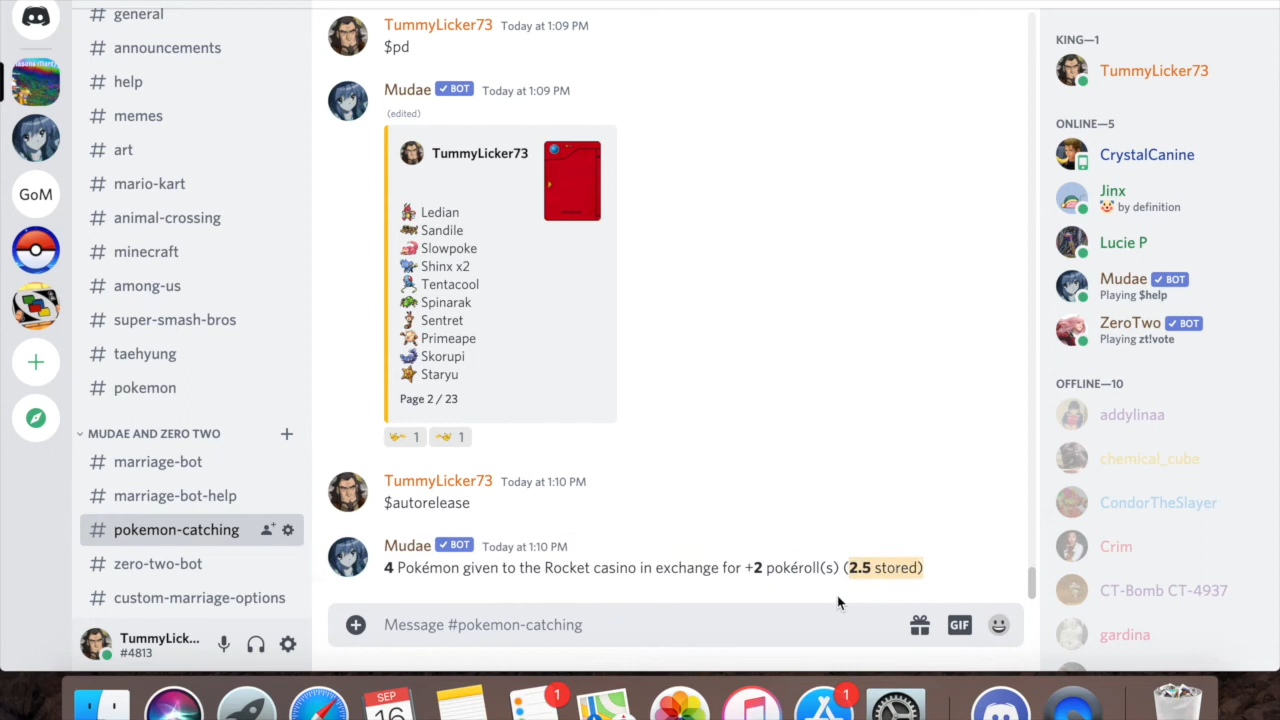 GoM
# general
# announcements
# help
# memes
# art
# mario-kart
# animal-crossing
# minecraft
# among-us
# super-smash-bros
# taehyung
# pokemon
MUDAE AND ZERO TWO +
# marriage-bot
# marriage-bot-help
# pokemon-catching
# zero-two-bot
# custom-marriage-options
TummyLick...
#4813
TummyLicker73 Today at 1:09 PM
$pd
Mudae ✓ BOT Today at 1:09 PM
(edited)
TummyLicker73
Ledian
Sandile
Slowpoke
Shinx x2
Tentacool
Spinarak
Sentret
Primeape
Skorupi
Staryu
Page 2 / 23
1 1
TummyLicker73 Today at 1:10 PM
$autorelease
Mudae ✓ BOT Today at 1:10 PM
4 Pokémon given to the Rocket casino in exchange for +2 pokéroll(s) (2.5 stored)
Message #pokemon-catching
GIF
KING—1
TummyLicker73
ONLINE—5
CrystalCanine
Jinx
🤡 by definition
Lucie P
Mudae ✓ BOT
Playing $help
ZeroTwo ✓ BOT
Playing zt!vote
OFFLINE—10
addylinaa
chemical_cube
CondorTheSlayer
Crim
CT-Bomb CT-4937
gardina
SEP
16
1
1